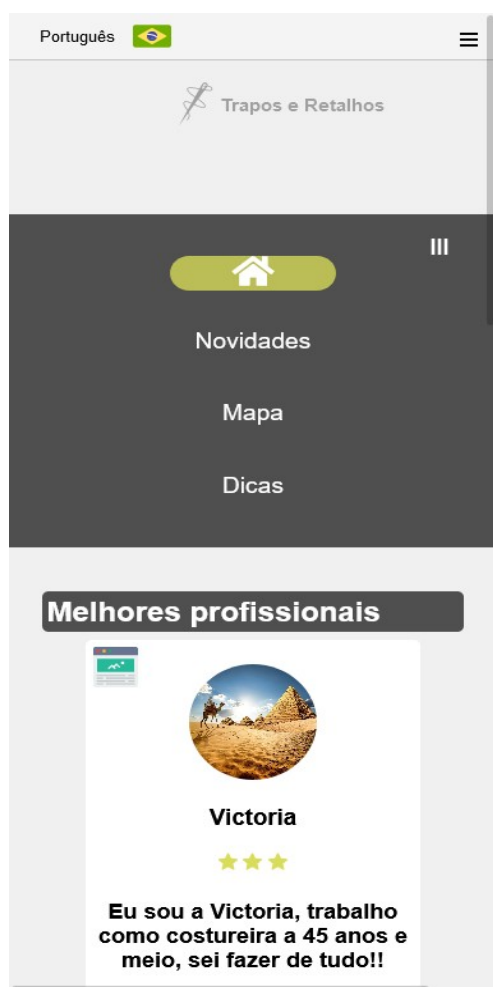 Português
Trapos e Retalhos
Novidades
Mapa
Dicas
Melhores profissionais
Victoria
Eu sou a Victoria, trabalho
como costureira a 45 anos e
meio, sei fazer de tudo!!